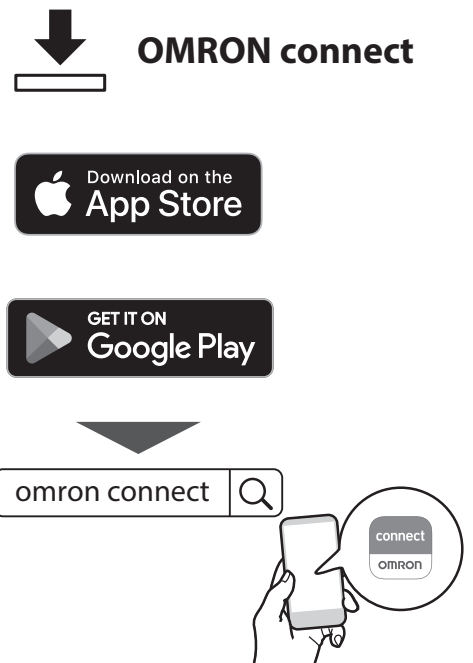 OMRON connect
Download on the
App Store
GET IT ON
Google Play
omron connect
connect
OMRON